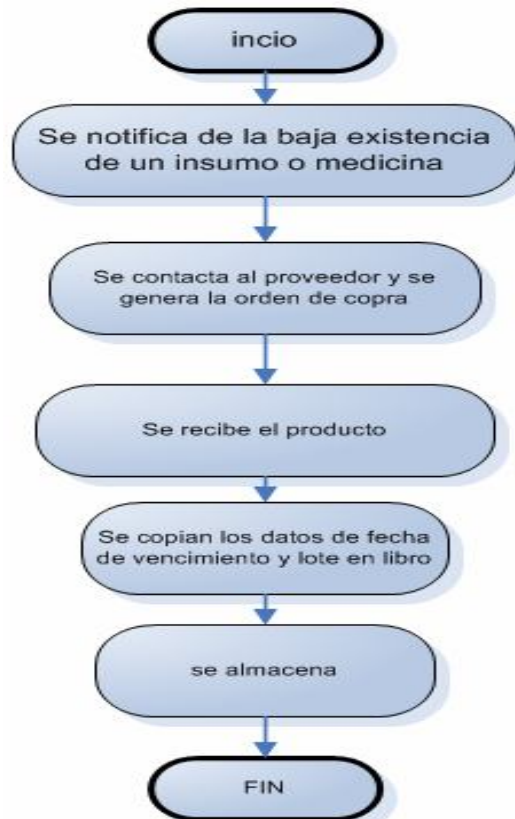 incio
Se notifica de la baja existencia
de un insumo o medicina
Se contacta al proveedor y se
genera la orden de copra
Se recibe el producto
Se copian los datos de fecha
de vencimiento y lote en libro
se almacena
FIN